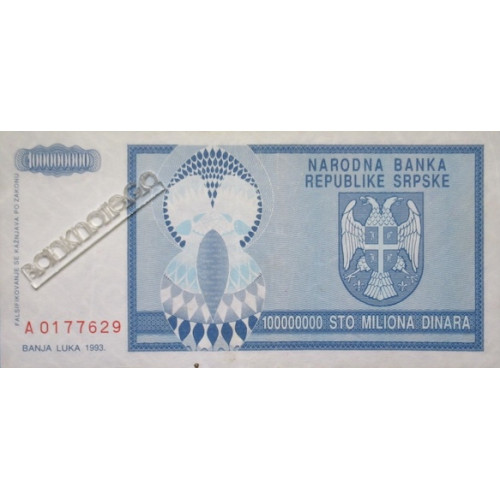 100000000
NARODNA BANKA
REPUBLIKE SRPSKE
FALSIFIKOVANJE SE KAŽNJAVA PO ZAKONU
banknote.ee
A 0177629
100000000 STO MILIONA DINARA
BANJA LUKA 1993.